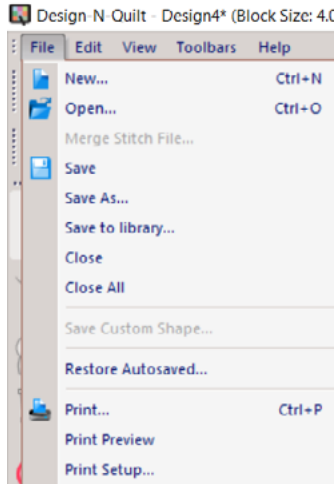 Design-N-Quilt - Design4* (Block Size: 4.0
File Edit View Toolbars Help
New... Ctrl+N
Open... Ctrl+O
Merge Stitch File...
Save
Save As...
Save to library...
Close
Close All
Save Custom Shape...
Restore Autosaved...
Print... Ctrl+P
Print Preview
Print Setup...